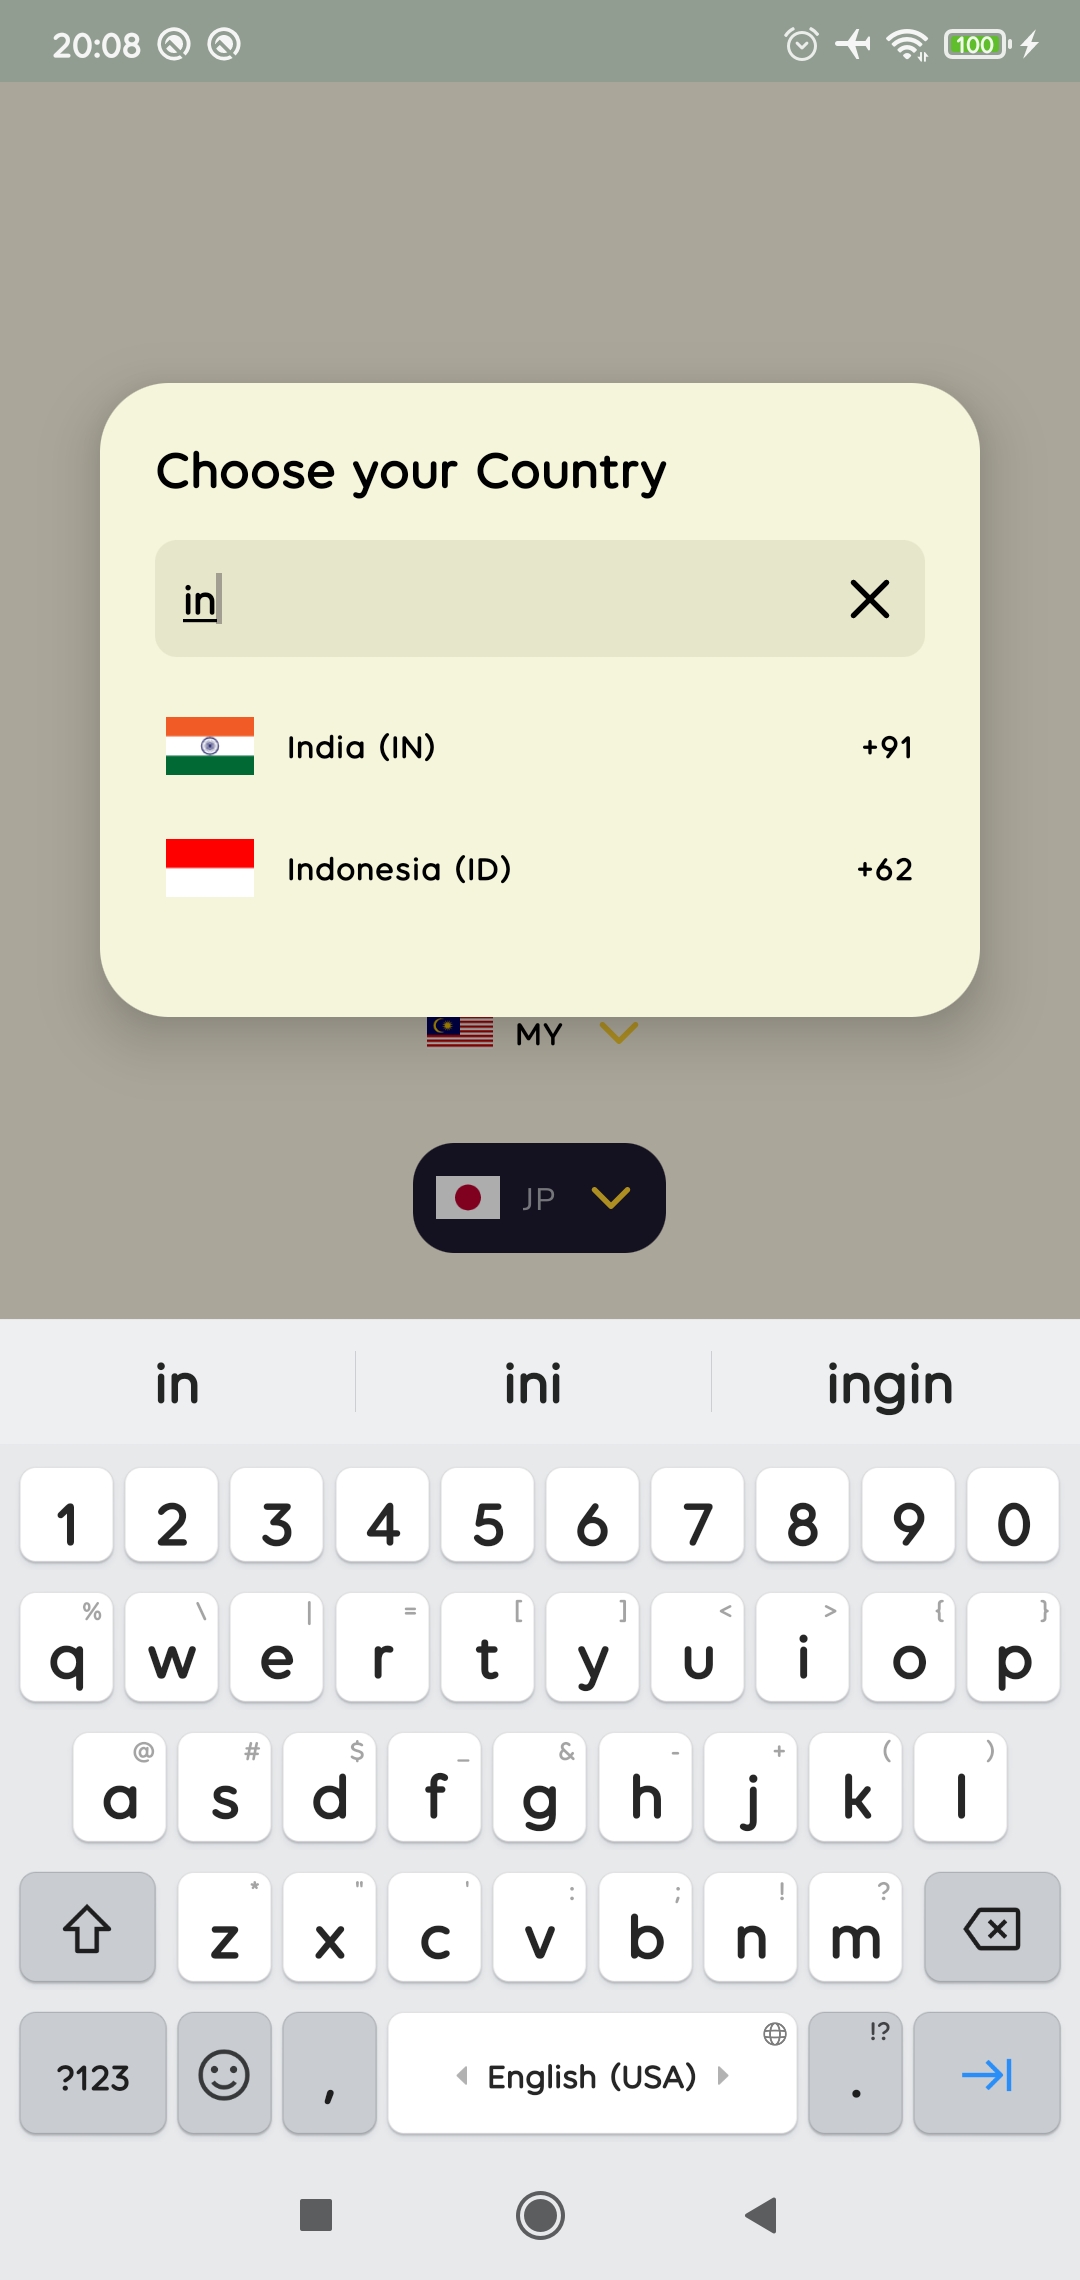 20:08 100
Choose your Country
in
India (IN) +91
Indonesia (ID) +62
MY
JP
in ini ingin
1 2 3 4 5 6 7 8 9 0
% \ | = [ ] < > { }
q w e r t y u i o p
@ # $ _ & - + ( )
a s d f g h j k l
* " ' : ; ! ?
z x c v b n m
!?
?123 , English (USA) .